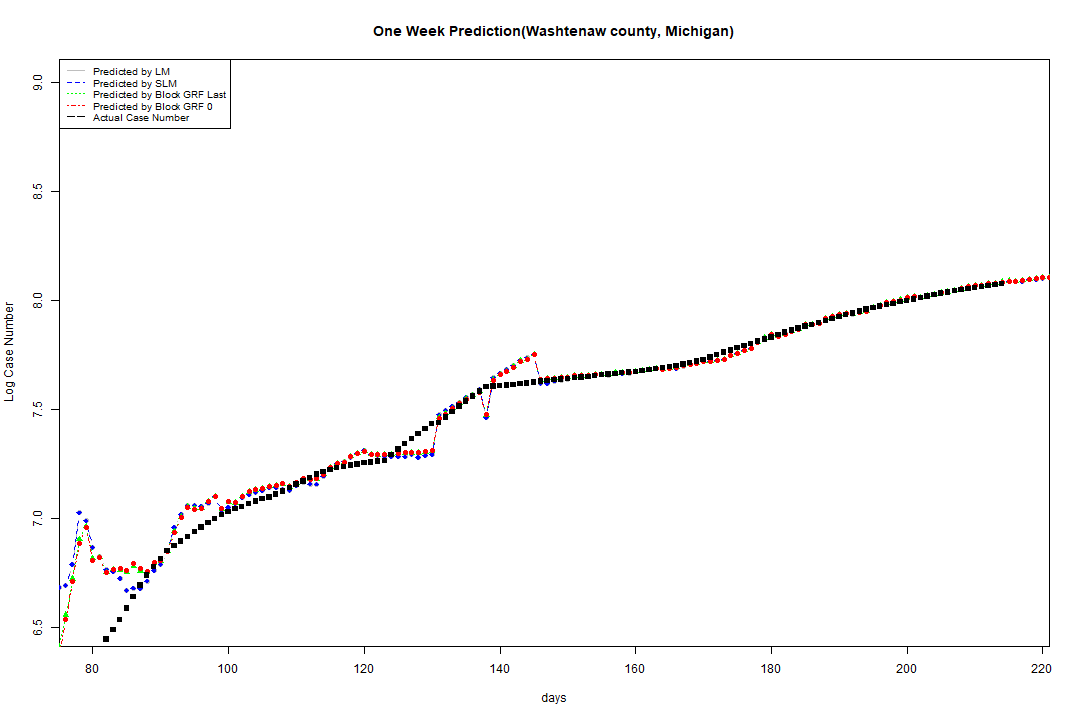 One Week Prediction(Washtenaw county, Michigan)
Predicted by LM
Predicted by SLM
Predicted by Block GRF Last
Predicted by Block GRF 0
Actual Case Number
9.0
8.5
8.0
7.5
7.0
6.5
Log Case Number
80 100 120 140 160 180 200 220
days